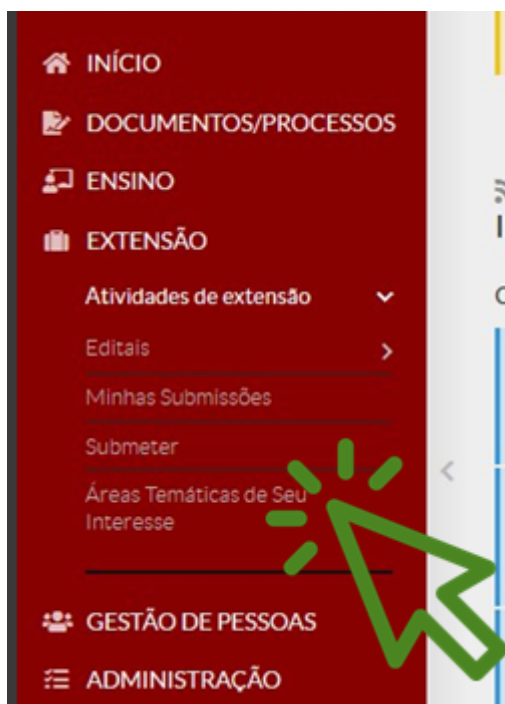 INÍCIO
DOCUMENTOS/PROCESSOS
ENSINO
EXTENSÃO
Atividades de extensão
Editais
Minhas Submissões
Submeter
Áreas Temáticas de Seu
Interesse
GESTÃO DE PESSOAS
ADMINISTRAÇÃO